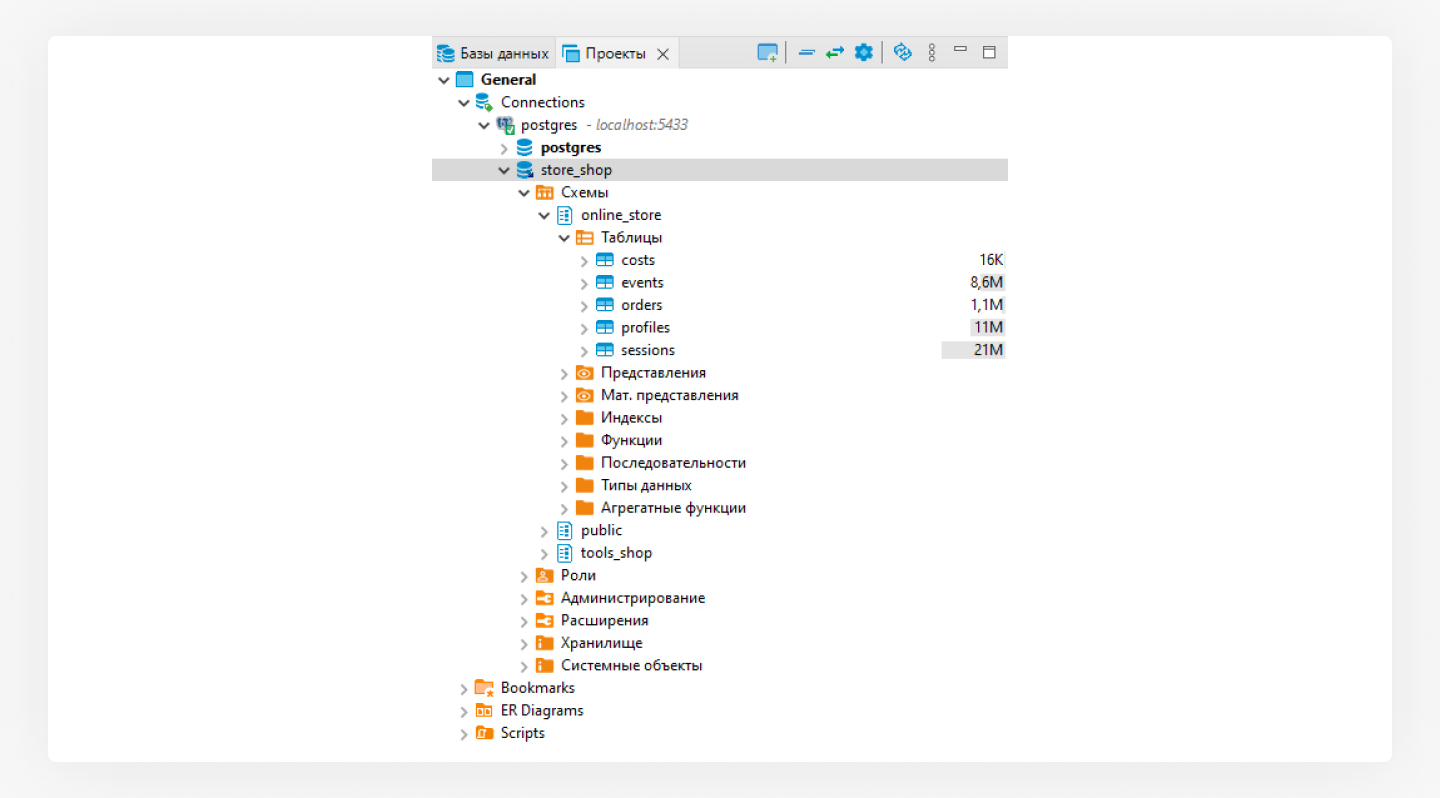 Базы данных Проекты
General
Connections
postgres - localhost:5433
postgres
store_shop
Схемы
online_store
Таблицы
costs 16K
events 8,6M
orders 1,1M
profiles 11M
sessions 21M
Представления
Мат. представления
Индексы
Функции
Последовательности
Типы данных
Агрегатные функции
public
tools_shop
Роли
Администрирование
Расширения
Хранилище
Системные объекты
Bookmarks
ER Diagrams
Scripts